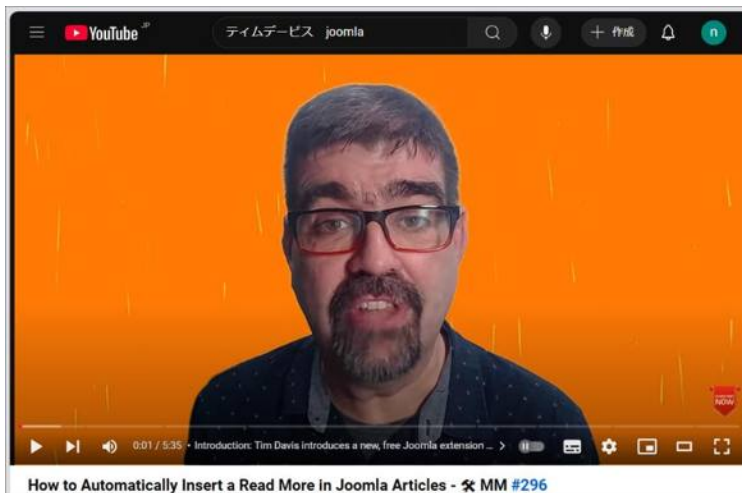 YouTube JP
ティムデービス joomla
作成
n
NOW
0:01 / 5:35 • Introduction: Tim Davis introduces a new, free Joomla extension ...
How to Automatically Insert a Read More in Joomla Articles - 🛠 MM #296